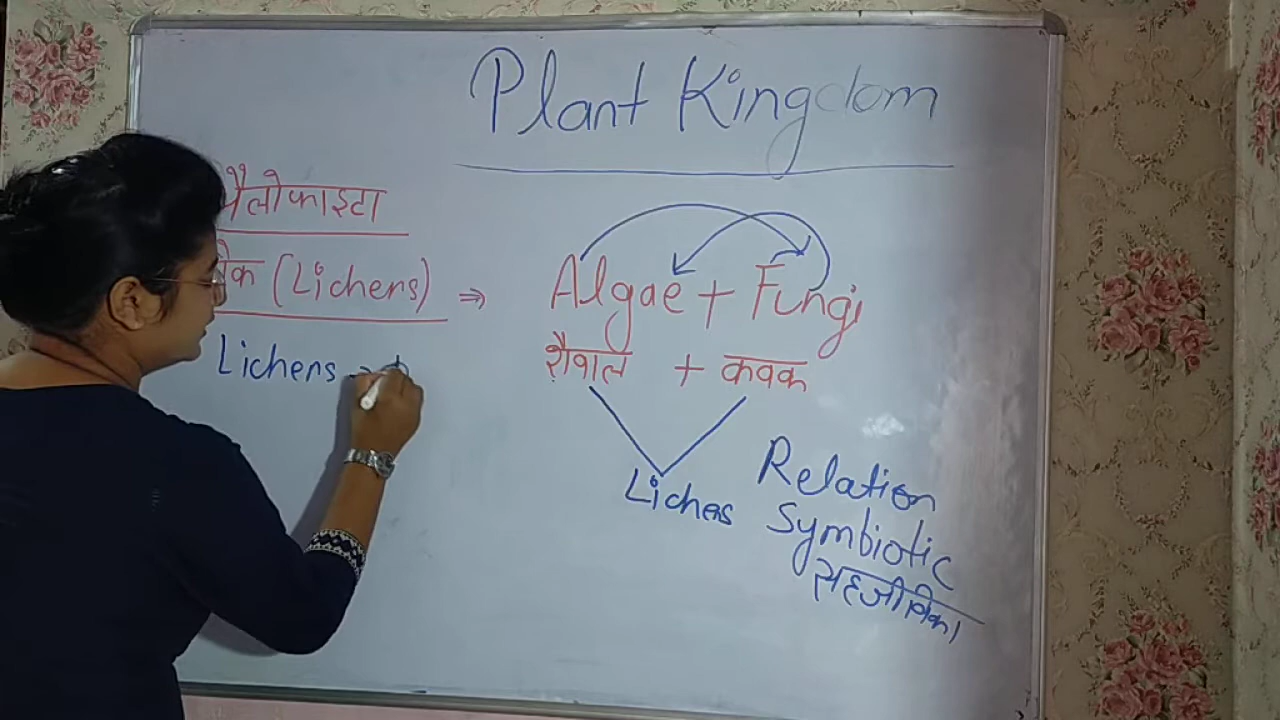 Plant Kingdom
थैलोफाइटा
(Lichens) ⇒ Algae + Fungi
Lichens → शैवाल + कवक
Lichens
Relation
Symbiotic
सहजीविका